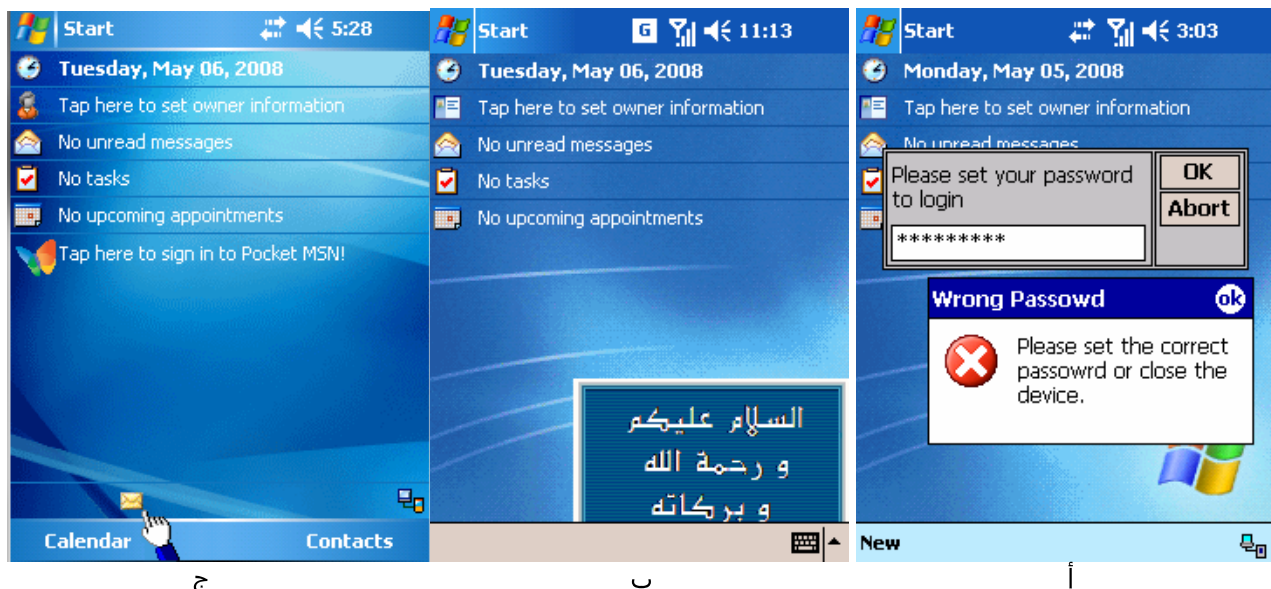 Start 5:28
Tuesday, May 06, 2008
Tap here to set owner information
No unread messages
No tasks
No upcoming appointments
Tap here to sign in to Pocket MSN!
Calendar Contacts
ج
Start G 11:13
Tuesday, May 06, 2008
Tap here to set owner information
No unread messages
No tasks
No upcoming appointments
السلام عليكم
و رحمة الله
و بركاته
ب
Start 3:03
Monday, May 05, 2008
Tap here to set owner information
No unread messages
Please set your password
to login
*********
OK
Abort
Wrong Passowd ok
Please set the correct
passowrd or close the
device.
New
أ